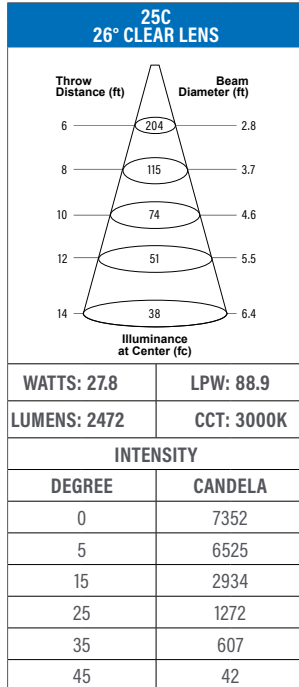 25C
26° CLEAR LENS
Throw Beam
Distance (ft) Diameter (ft)
6 204 2.8
8 115 3.7
10 74 4.6
12 51 5.5
14 38 6.4
Illuminance
at Center (fc)
WATTS: 27.8 LPW: 88.9
LUMENS: 2472 CCT: 3000K
INTENSITY
DEGREE CANDELA
0 7352
5 6525
15 2934
25 1272
35 607
45 42